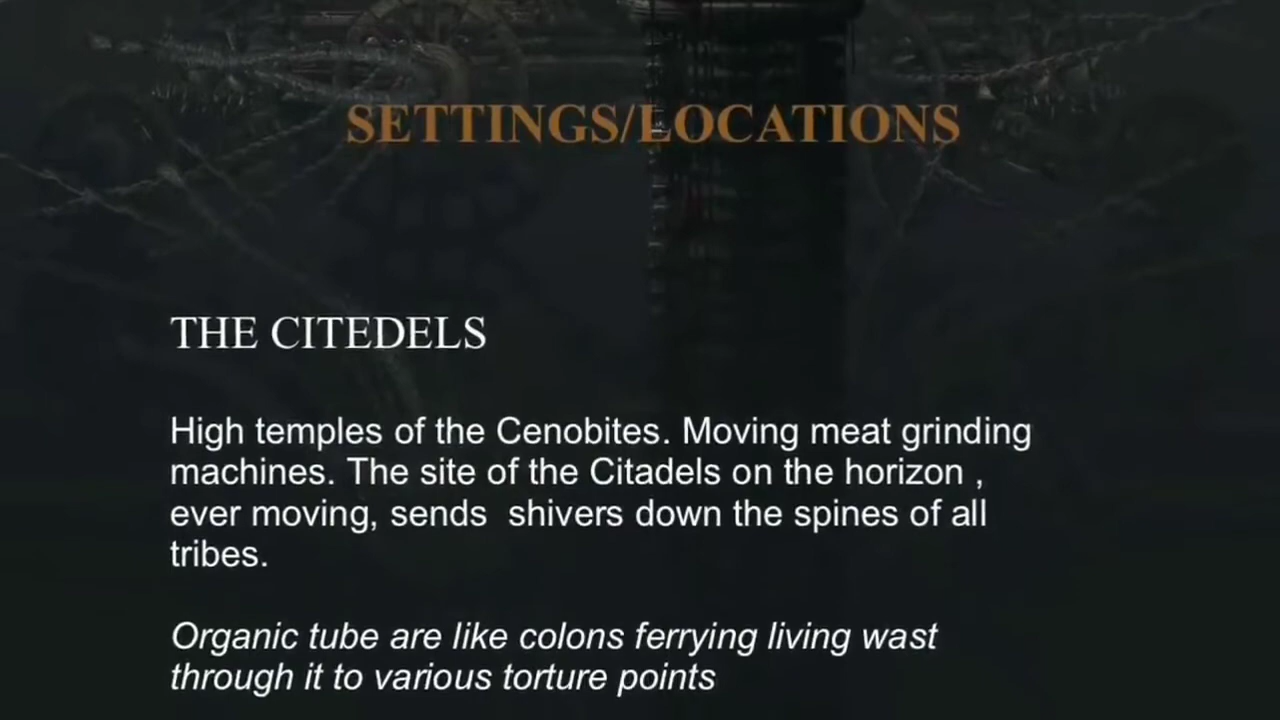 SETTINGS/LOCATIONS
THE CITEDELS
High temples of the Cenobites. Moving meat grinding
machines. The site of the Citadels on the horizon ,
ever moving, sends  shivers down the spines of all
tribes.
Organic tube are like colons ferrying living wast
through it to various torture points